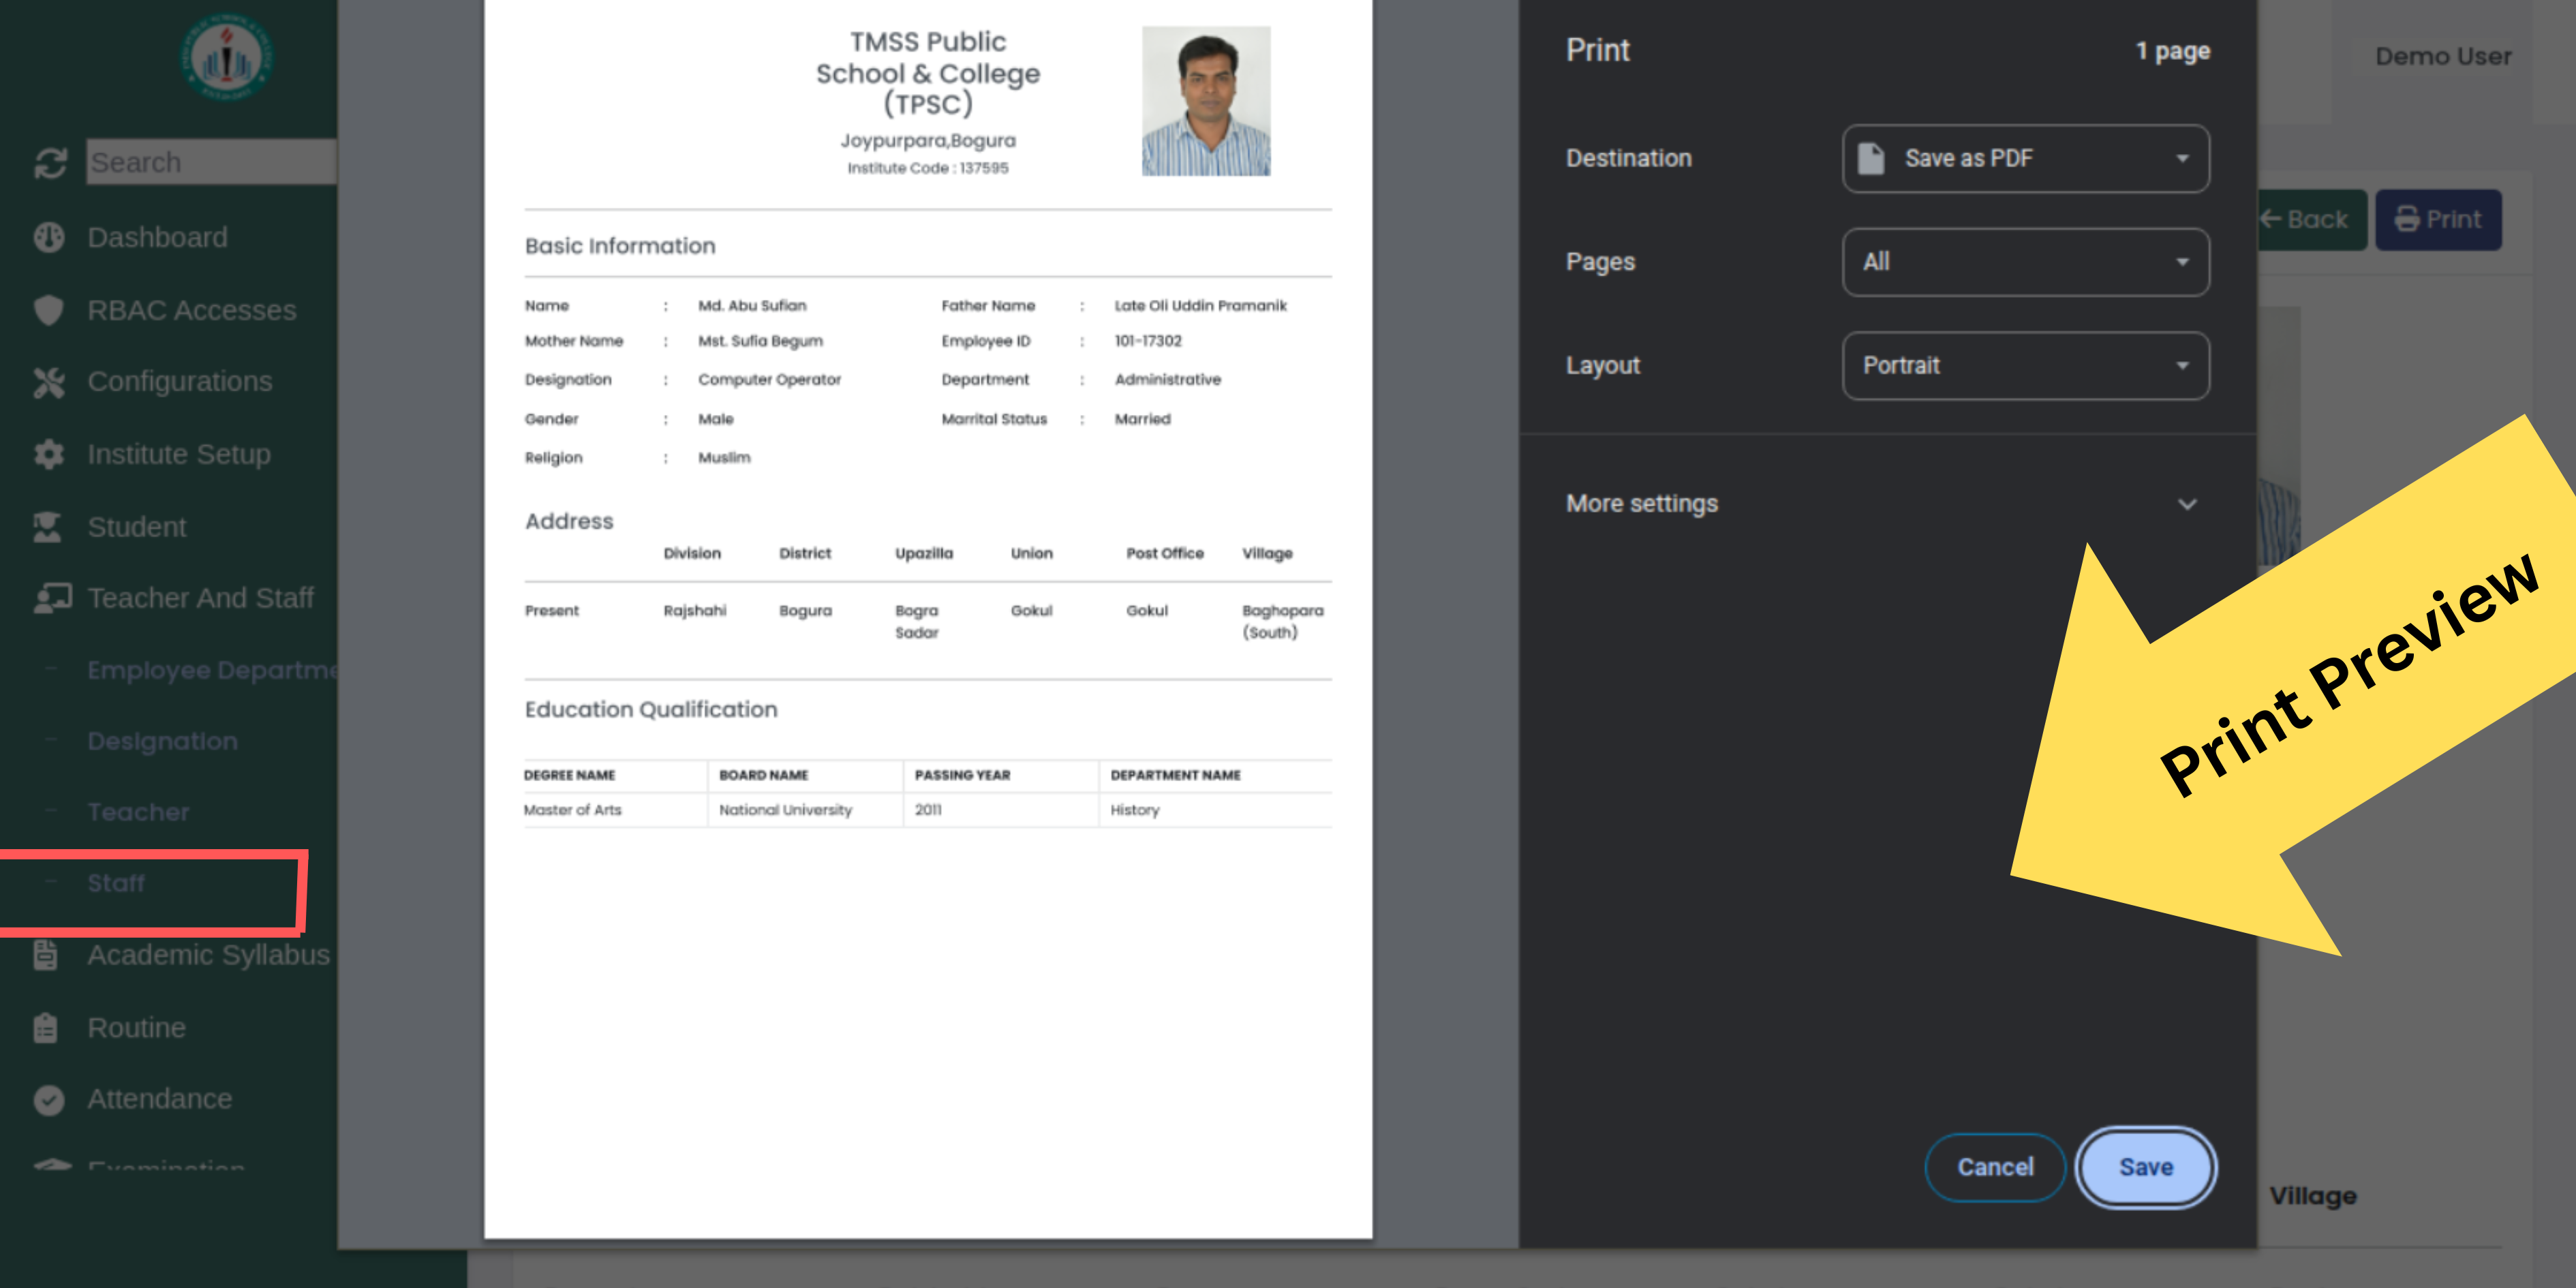 Search
Dashboard
RBAC Accesses
Configurations
Institute Setup
Student
Teacher And Staff
Employee Departme
Designation
Teacher
Staff
Academic Syllabus
Routine
Attendance
Examination
TMSS Public
School & College
(TPSC)
Joypurpara,Bogura
Institute Code : 137595
Basic Information
Name : Md. Abu Sufian Father Name : Late Oli Uddin Pramanik
Mother Name : Mst. Sufia Begum Employee ID : 101-17302
Designation : Computer Operator Department : Administrative
Gender : Male Marrital Status : Married
Religion : Muslim
Address
Division District Upazilla Union Post Office Village
Present Rajshahi Bogura Bogra Sadar Gokul Gokul Baghopara (South)
Education Qualification
DEGREE NAME BOARD NAME PASSING YEAR DEPARTMENT NAME
Master of Arts National University 2011 History
Print 1 page
Destination Save as PDF
Pages All
Layout Portrait
More settings
Cancel Save
Demo User
Back Print
Print Preview
Village